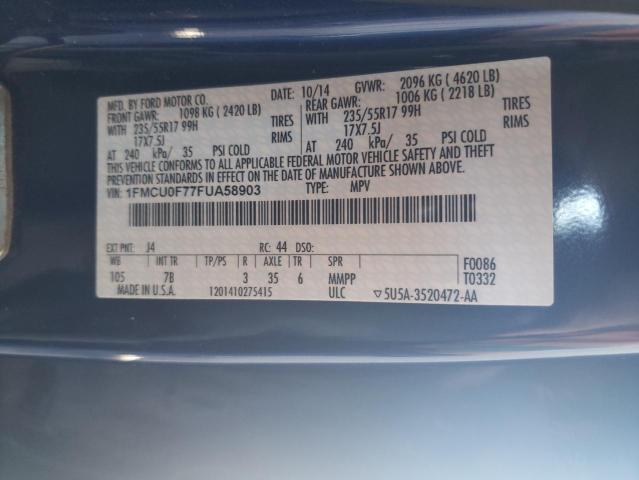 MFD. BY FORD MOTOR CO.
DATE: 10/14 GVWR: 2096 KG ( 4620 LB)
FRONT GAWR: 1098 KG ( 2420 LB) REAR GAWR: 1006 KG ( 2218 LB)
WITH 235/55R17 99H TIRES WITH 235/55R17 99H TIRES
17X7.5J RIMS 17X7.5J RIMS
AT 240 kPa/ 35 PSI COLD AT 240 kPa/ 35 PSI COLD
THIS VEHICLE CONFORMS TO ALL APPLICABLE FEDERAL MOTOR VEHICLE SAFETY AND THEFT
PREVENTION STANDARDS IN EFFECT ON THE DATE OF MANUFACTURE SHOWN ABOVE.
VIN: 1FMCU0F77FUA58903 TYPE: MPV
EXT PNT: J4 RC: 44 DSO:
WB INT TR TP/PS R AXLE TR SPR F0086
105 7B 3 35 6 MMPP T0332
MADE IN U.S.A. 1201410275415 ULC ▽5U5A-3520472-AA